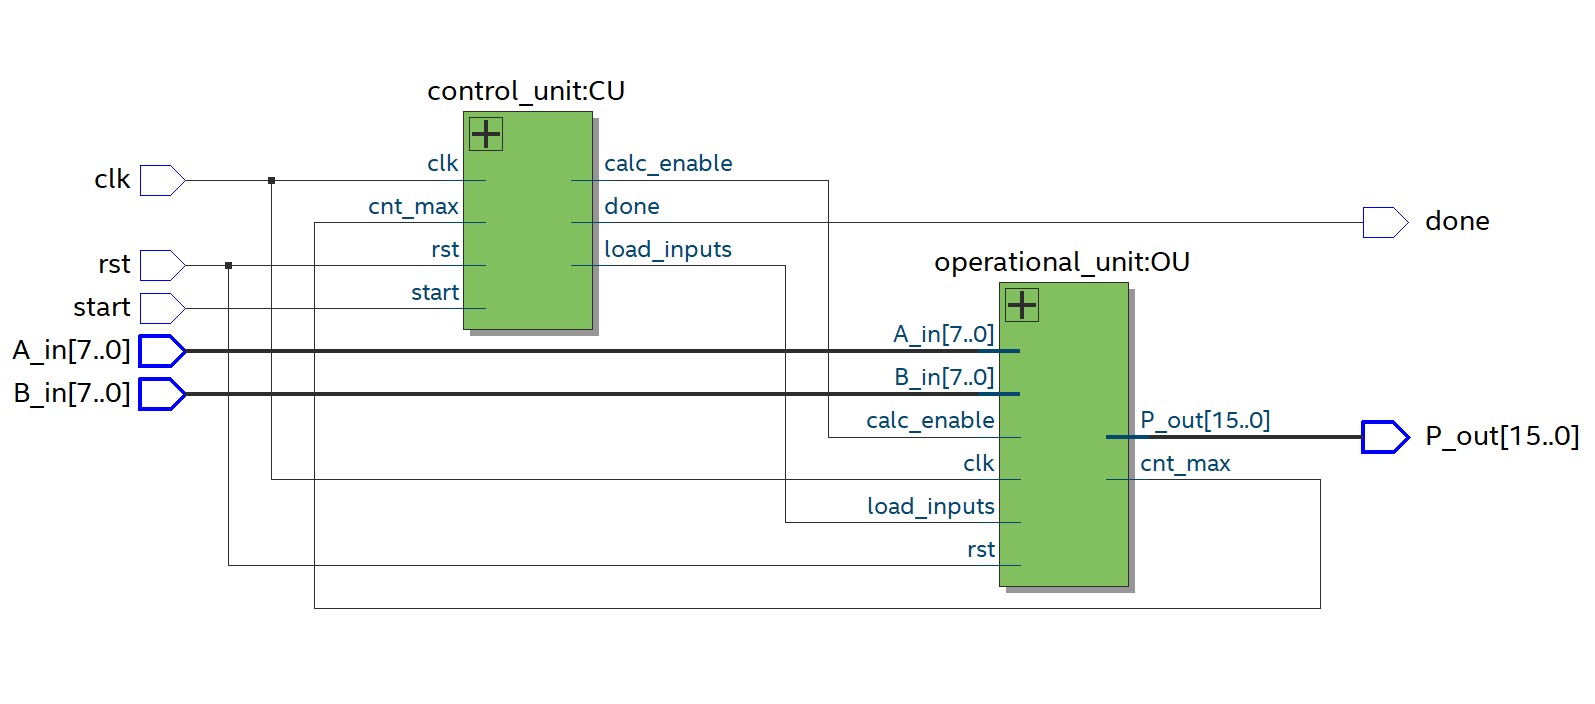 control_unit:CU
clk
clk
calc_enable
cnt_max
done
done
rst
rst
load_inputs
operational_unit:OU
start
start
A_in[7..0]
A_in[7..0]
B_in[7..0]
B_in[7..0]
calc_enable
P_out[15..0]
P_out[15..0]
clk
cnt_max
load_inputs
rst